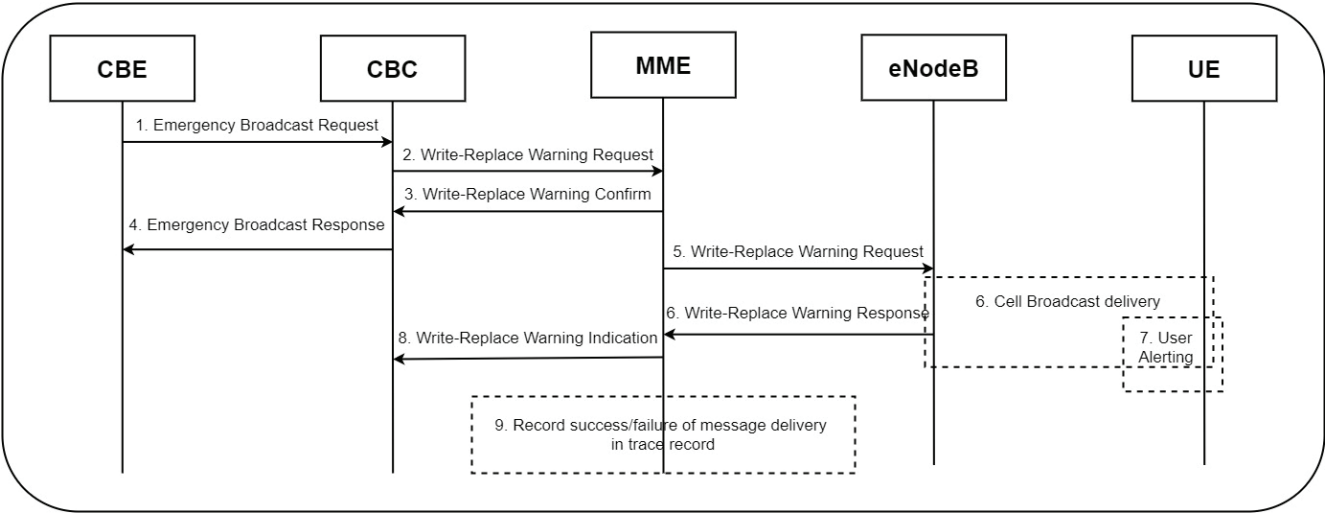 CBE
CBC
MME
eNodeB
UE
1. Emergency Broadcast Request
2. Write-Replace Warning Request
3. Write-Replace Warning Confirm
4. Emergency Broadcast Response
5. Write-Replace Warning Request
6. Cell Broadcast delivery
6. Write-Replace Warning Response
7. User
Alerting
8. Write-Replace Warning Indication
9. Record success/failure of message delivery
in trace record